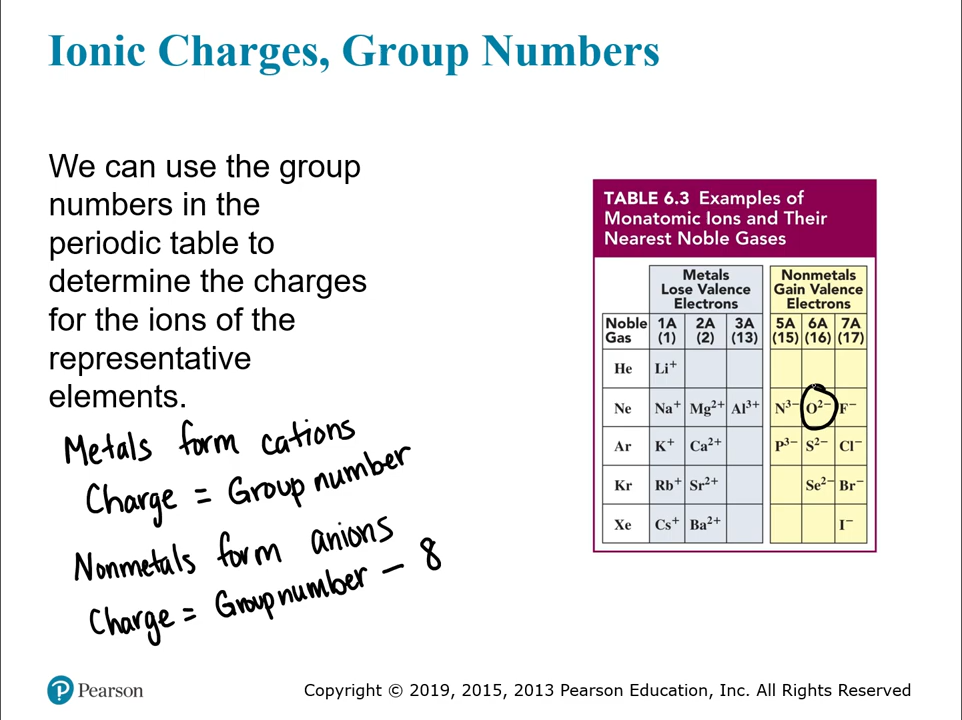 Ionic Charges, Group Numbers
We can use the group
numbers in the
periodic table to
determine the charges
for the ions of the
representative
elements.
Metals form cations
Charge = Group number
Nonmetals form anions
Charge = Group number - 8
TABLE 6.3 Examples of
Monatomic Ions and Their
Nearest Noble Gases
Metals
Lose Valence
Electrons
Nonmetals
Gain Valence
Electrons
Noble Gas 1A (1) 2A (2) 3A (13) 5A (15) 6A (16) 7A (17)
He Li⁺
Ne Na⁺ Mg²⁺ Al³⁺ N³⁻ O²⁻ F⁻
Ar K⁺ Ca²⁺ P³⁻ S²⁻ Cl⁻
Kr Rb⁺ Sr²⁺ Se²⁻ Br⁻
Xe Cs⁺ Ba²⁺ I⁻
P Pearson
Copyright © 2019, 2015, 2013 Pearson Education, Inc. All Rights Reserved